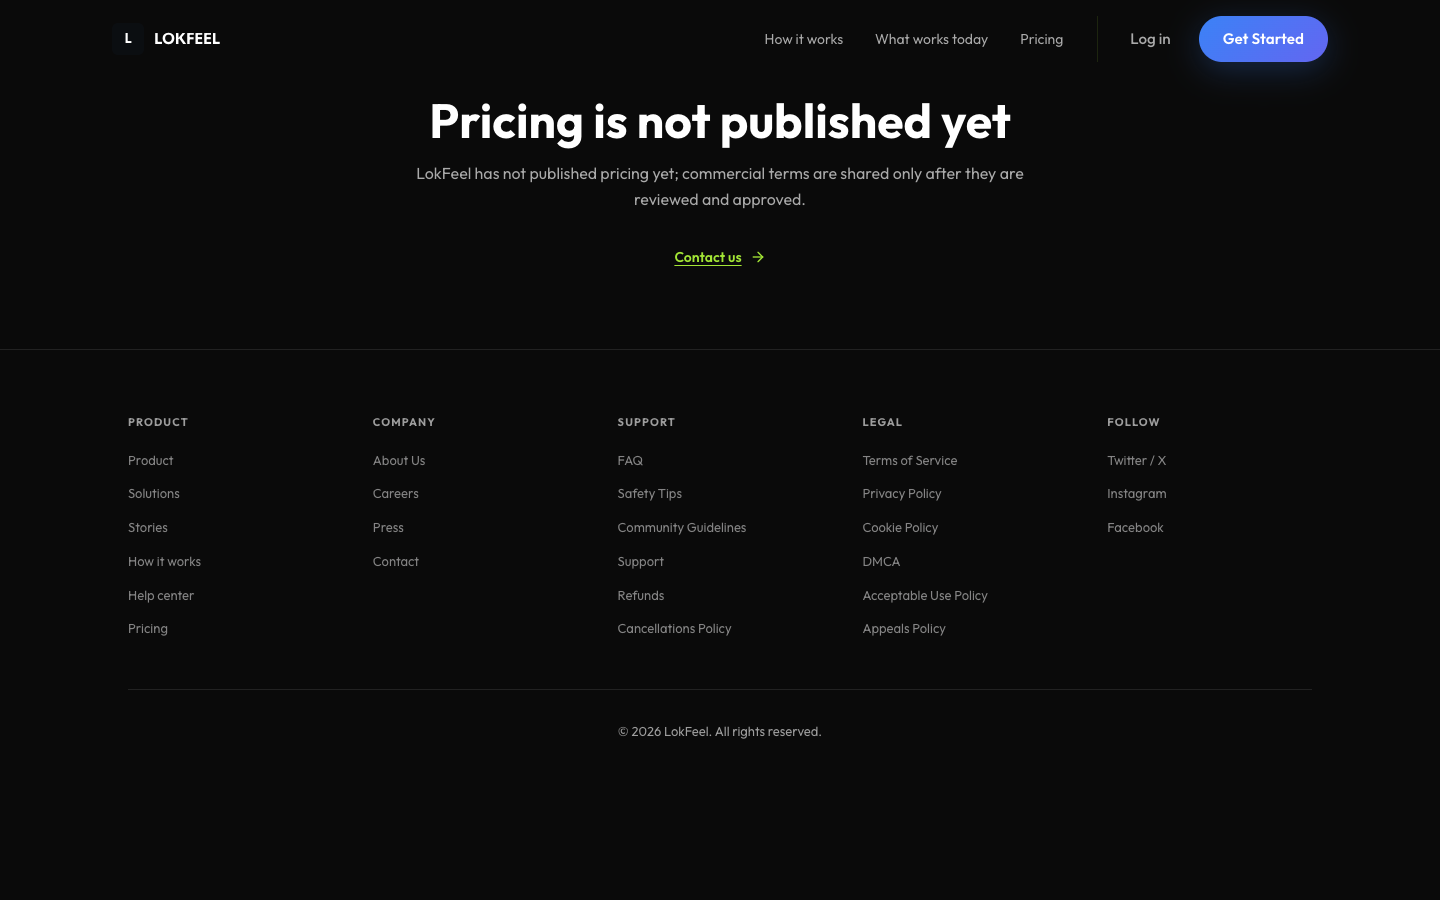 L LOKFEEL How it works What works today Pricing Log in Get Started
Pricing is not published yet
LokFeel has not published pricing yet; commercial terms are shared only after they are
reviewed and approved.
Contact us →
PRODUCT
Product
Solutions
Stories
How it works
Help center
Pricing
COMPANY
About Us
Careers
Press
Contact
SUPPORT
FAQ
Safety Tips
Community Guidelines
Support
Refunds
Cancellations Policy
LEGAL
Terms of Service
Privacy Policy
Cookie Policy
DMCA
Acceptable Use Policy
Appeals Policy
FOLLOW
Twitter / X
Instagram
Facebook
© 2026 LokFeel. All rights reserved.